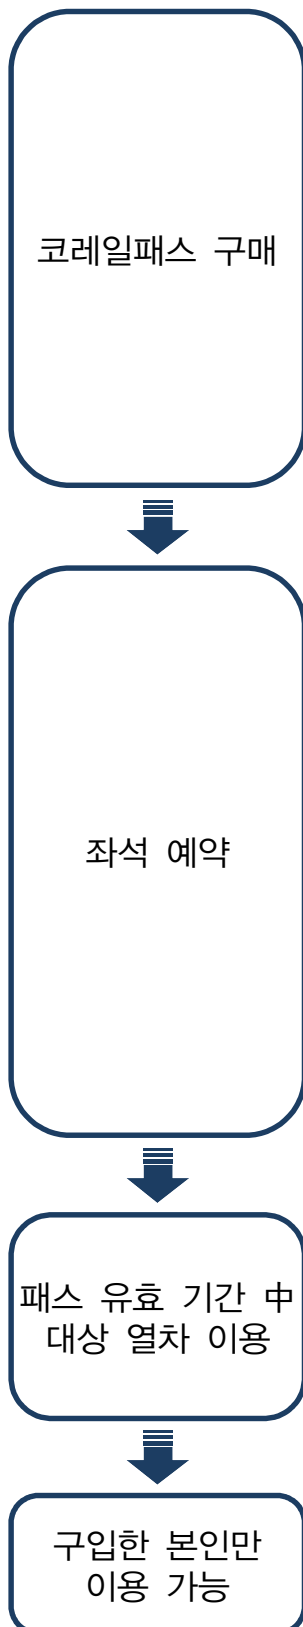 코레일패스 구매
좌석 예약
패스 유효 기간 中
대상 열차 이용
구입한 본인만
이용 가능